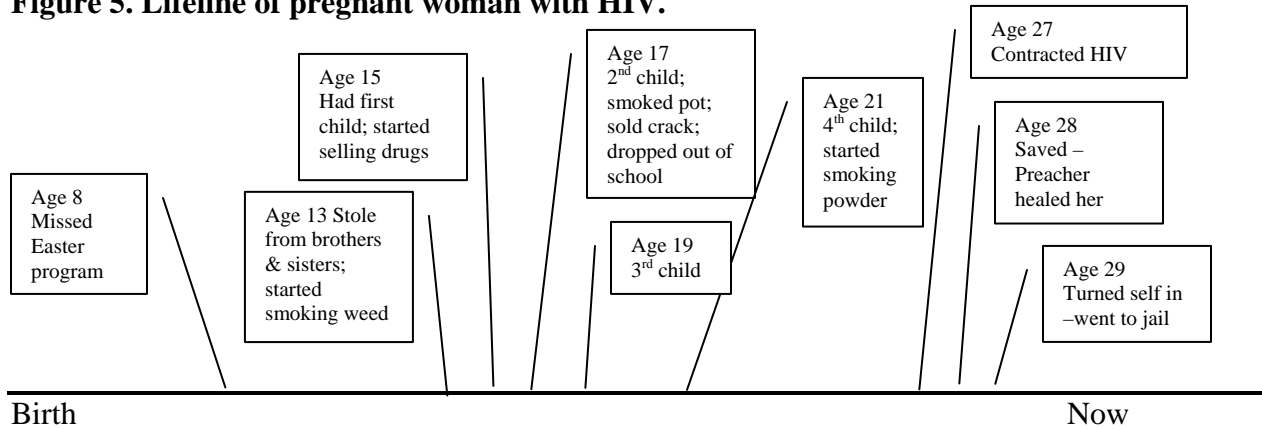 Figure 5. Lifeline of pregnant woman with HIV.
Age 8
Missed
Easter
program
Age 13 Stole
from brothers
& sisters;
started
smoking weed
Age 15
Had first
child; started
selling drugs
Age 17
2nd child;
smoked pot;
sold crack;
dropped out of
school
Age 19
3rd child
Age 21
4th child;
started
smoking
powder
Age 27
Contracted HIV
Age 28
Saved –
Preacher
healed her
Age 29
Turned self in
–went to jail
Birth
Now